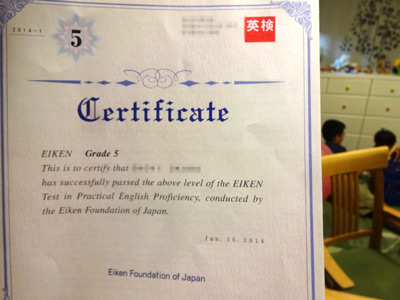 2014-1
5
英検
Certificate
EIKEN Grade 5
This is to certify that
has successfully passed the above level of the EIKEN
Test in Practical English Proficiency, conducted by
the Eiken Foundation of Japan.
Jun. 16, 2014
Eiken Foundation of Japan